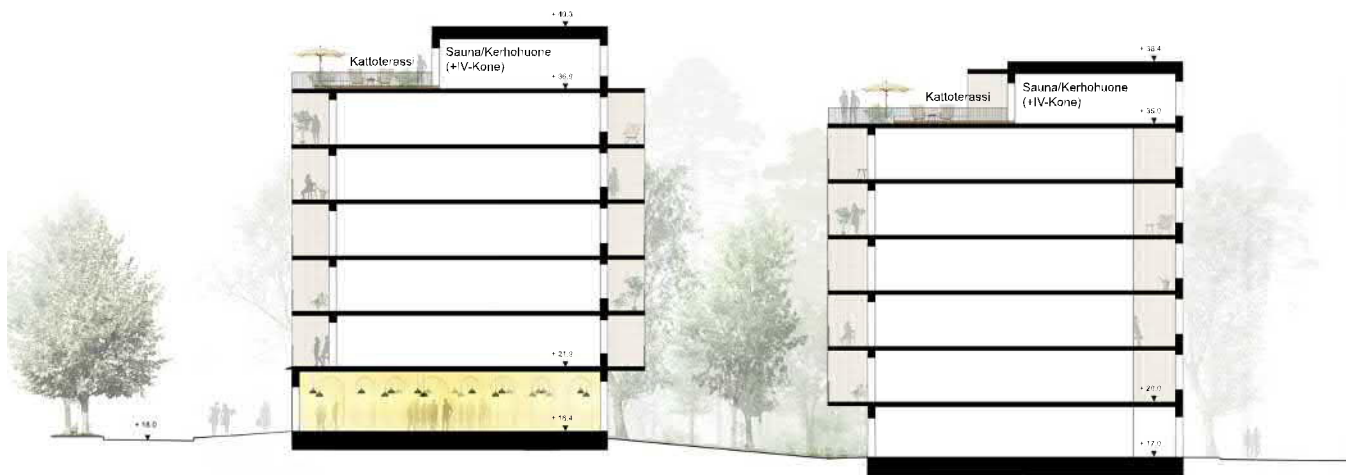 + 40.3
Kattoterassi
Sauna/Kerhohuone
(+IV-Kone)
+ 36.9
+ 21.9
+ 18.4
+ 18.0
+ 38.4
Kattoterassi
Sauna/Kerhohuone
(+IV-Kone)
+ 35.0
+ 20.0
+ 17.0